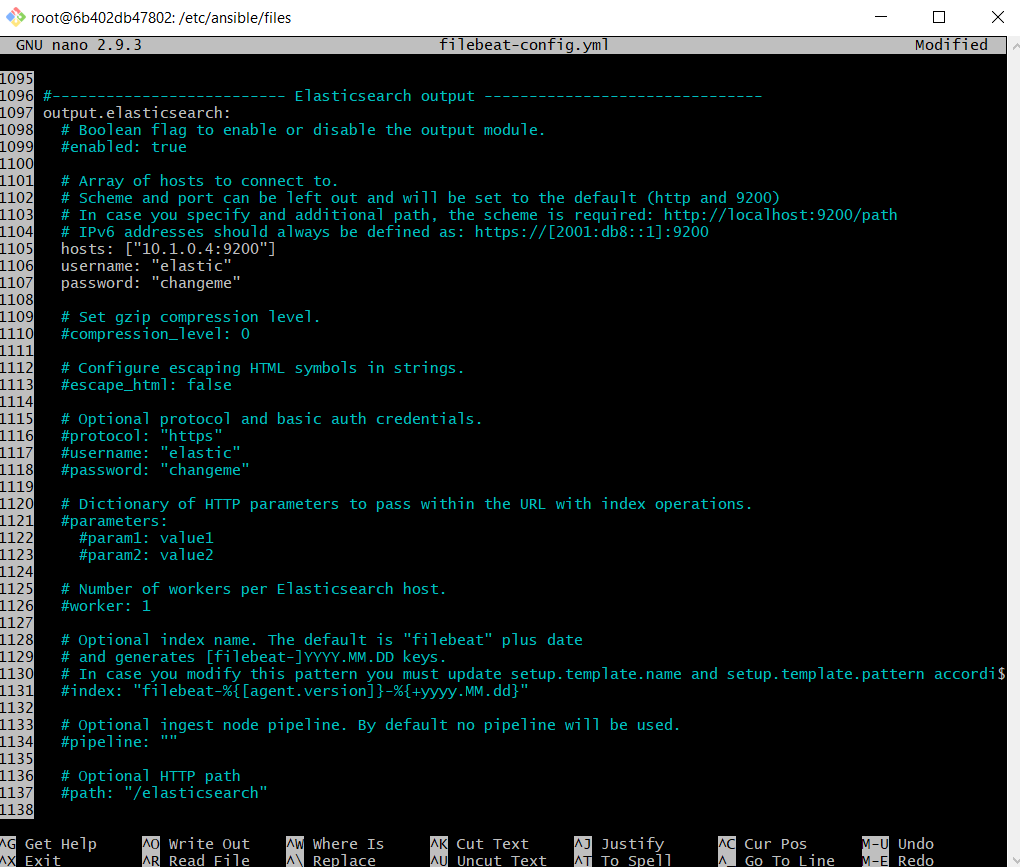 root@6b402db47802: /etc/ansible/files
GNU nano 2.9.3 filebeat-config.yml Modified
1095
1096 #-------------------------- Elasticsearch output -------------------------------
1097 output.elasticsearch:
1098 # Boolean flag to enable or disable the output module.
1099 #enabled: true
1100
1101 # Array of hosts to connect to.
1102 # Scheme and port can be left out and will be set to the default (http and 9200)
1103 # In case you specify and additional path, the scheme is required: http://localhost:9200/path
1104 # IPv6 addresses should always be defined as: https://[2001:db8::1]:9200
1105 hosts: ["10.1.0.4:9200"]
1106 username: "elastic"
1107 password: "changeme"
1108
1109 # Set gzip compression level.
1110 #compression_level: 0
1111
1112 # Configure escaping HTML symbols in strings.
1113 #escape_html: false
1114
1115 # Optional protocol and basic auth credentials.
1116 #protocol: "https"
1117 #username: "elastic"
1118 #password: "changeme"
1119
1120 # Dictionary of HTTP parameters to pass within the URL with index operations.
1121 #parameters:
1122 #param1: value1
1123 #param2: value2
1124
1125 # Number of workers per Elasticsearch host.
1126 #worker: 1
1127
1128 # Optional index name. The default is "filebeat" plus date
1129 # and generates [filebeat-]YYYY.MM.DD keys.
1130 # In case you modify this pattern you must update setup.template.name and setup.template.pattern accordi$
1131 #index: "filebeat-%{[agent.version]}-%{+yyyy.MM.dd}"
1132
1133 # Optional ingest node pipeline. By default no pipeline will be used.
1134 #pipeline: ""
1135
1136 # Optional HTTP path
1137 #path: "/elasticsearch"
1138
^G Get Help ^O Write Out ^W Where Is ^K Cut Text ^J Justify ^C Cur Pos M-U Undo
^X Exit ^R Read File ^\ Replace ^U Uncut Text ^T To Spell ^_ Go To Line M-E Redo